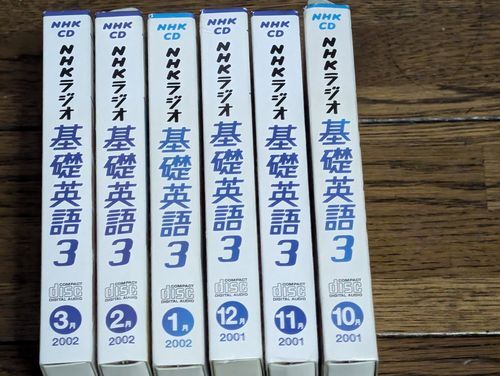 NHK
CD
NHKラジオ
基礎英語3
COMPACT
disc
DIGITAL AUDIO
3月
2002
NHK
CD
NHKラジオ
基礎英語3
COMPACT
disc
DIGITAL AUDIO
2月
2002
NHK
CD
NHKラジオ
基礎英語3
COMPACT
disc
DIGITAL AUDIO
1月
2002
NHK
CD
NHKラジオ
基礎英語3
COMPACT
disc
DIGITAL AUDIO
12月
2001
NHK
CD
NHKラジオ
基礎英語3
COMPACT
disc
DIGITAL AUDIO
11月
2001
NHK
CD
NHKラジオ
基礎英語3
COMPACT
disc
DIGITAL AUDIO
10月
2001